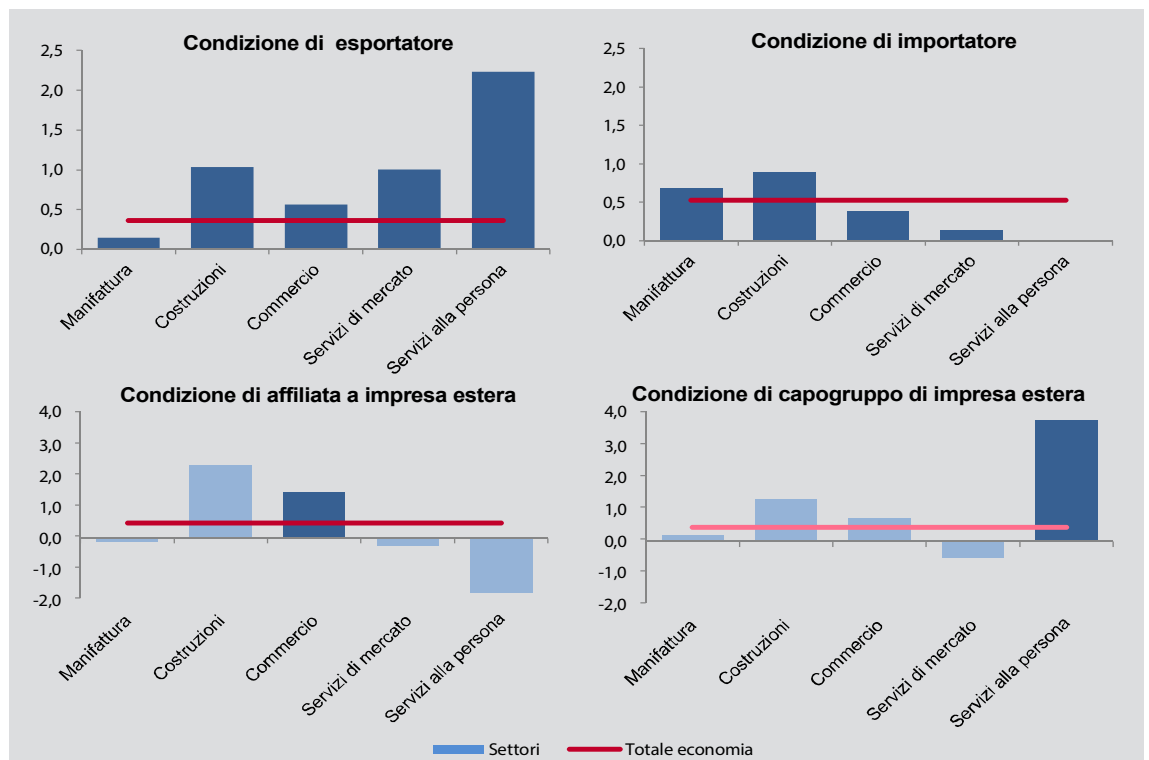 Condizione di esportatore
2,5
2,0
1,5
1,0
0,5
0,0
Manifattura
Costruzioni
Commercio
Servizi di mercato
Servizi alla persona
Condizione di importatore
2,5
2,0
1,5
1,0
0,5
0,0
Manifattura
Costruzioni
Commercio
Servizi di mercato
Servizi alla persona
Condizione di affiliata a impresa estera
4,0
3,0
2,0
1,0
0,0
-1,0
-2,0
Manifattura
Costruzioni
Commercio
Servizi di mercato
Servizi alla persona
Condizione di capogruppo di impresa estera
4,0
3,0
2,0
1,0
0,0
-1,0
-2,0
Manifattura
Costruzioni
Commercio
Servizi di mercato
Servizi alla persona
Settori
Totale economia